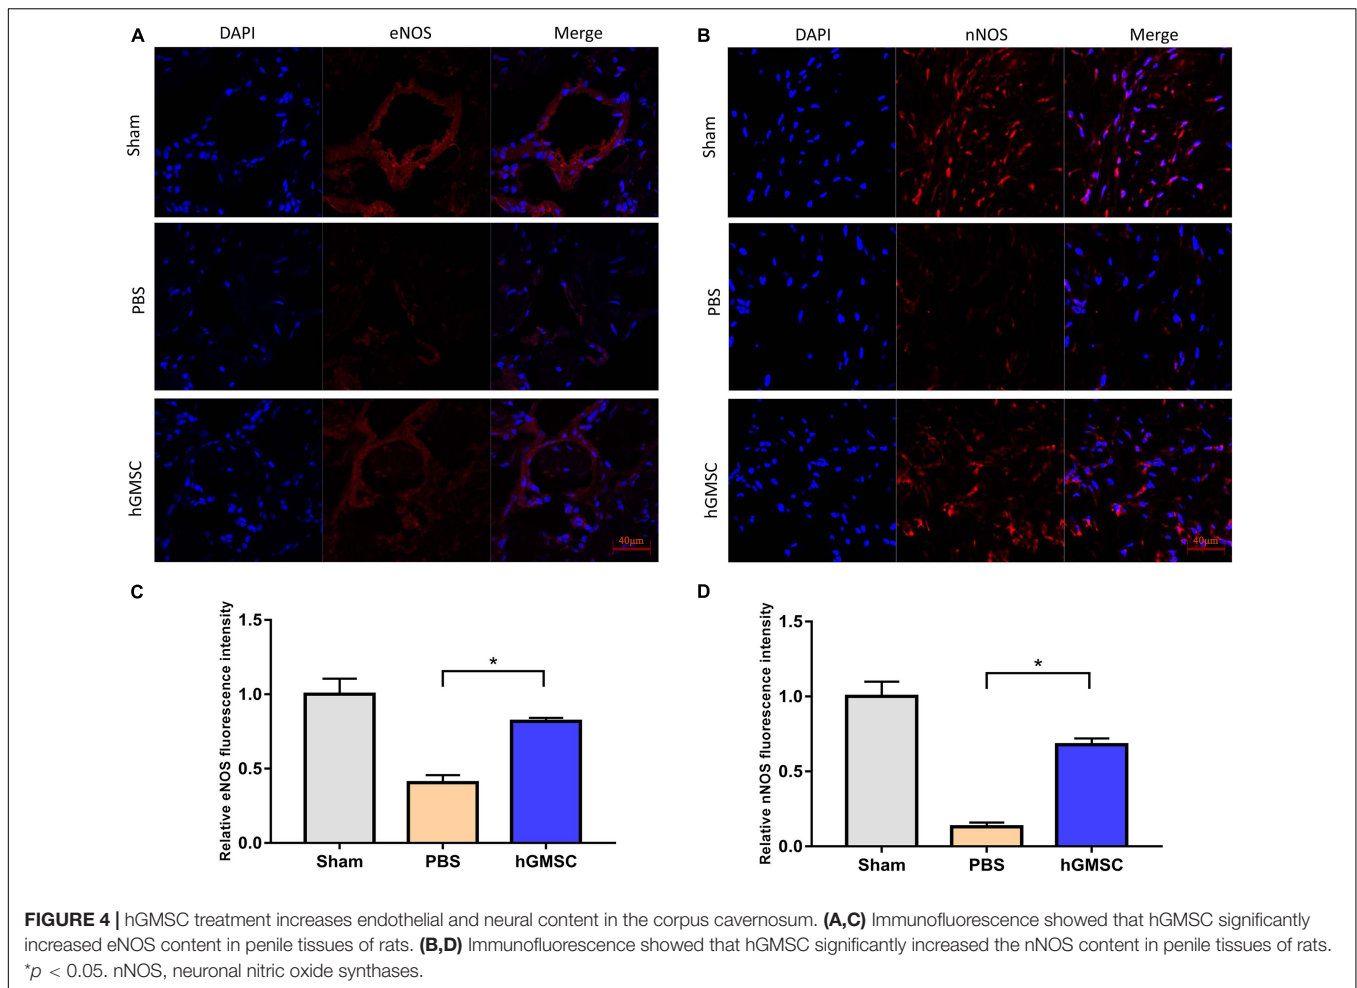 A
DAPI
eNOS
Merge
Sham
PBS
hGMSC
40μm
B
DAPI
nNOS
Merge
Sham
PBS
hGMSC
40μm
C
Relative eNOS fluorescence intensity
1.5
1.0
0.5
0.0
*
Sham
PBS
hGMSC
D
Relative nNOS fluorescence intensity
1.5
1.0
0.5
0.0
*
Sham
PBS
hGMSC
FIGURE 4 | hGMSC treatment increases endothelial and neural content in the corpus cavernosum. (A,C) Immunofluorescence showed that hGMSC significantly
increased eNOS content in penile tissues of rats. (B,D) Immunofluorescence showed that hGMSC significantly increased the nNOS content in penile tissues of rats.
*p < 0.05. nNOS, neuronal nitric oxide synthases.